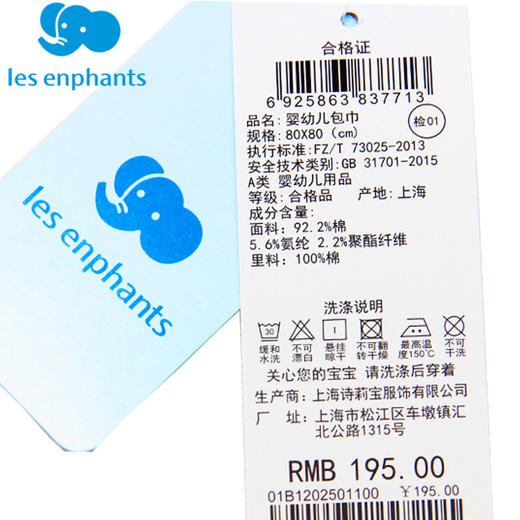 les enphants
les enphants
合格证
6 925863 837713
品名: 婴幼儿包巾
检01
规格: 80X80 (cm)
执行标准: FZ/T 73025-2013
安全技术类别: GB 31701-2015
A类 婴幼儿用品
等级: 合格品 产地: 上海
成分含量:
面料: 92.2%棉
5.6%氨纶 2.2%聚酯纤维
里料: 100%棉
洗涤说明
30
缓和水洗
不可漂白
悬挂晾干
不可翻转干燥
最高温度150℃
不可干洗
关心您的宝宝 请洗涤后穿着
生产商: 上海诗莉宝服饰有限公司
厂 址: 上海市松江区车墩镇汇
北公路1315号
RMB 195.00
01B1202501100 ¥195.00